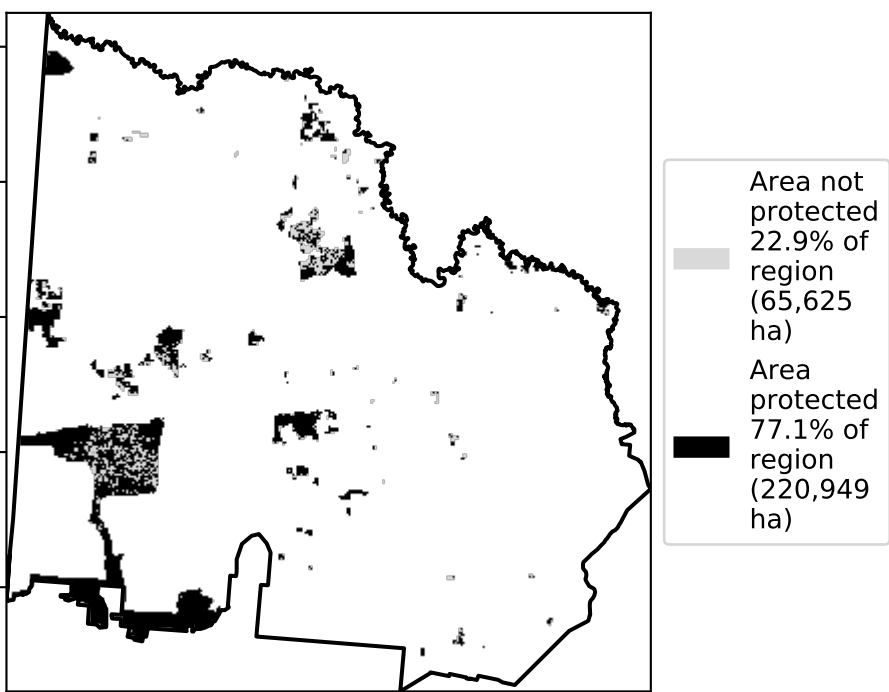 Area not
protected
22.9% of
region
(65,625
ha)
Area
protected
77.1% of
region
(220,949
ha)